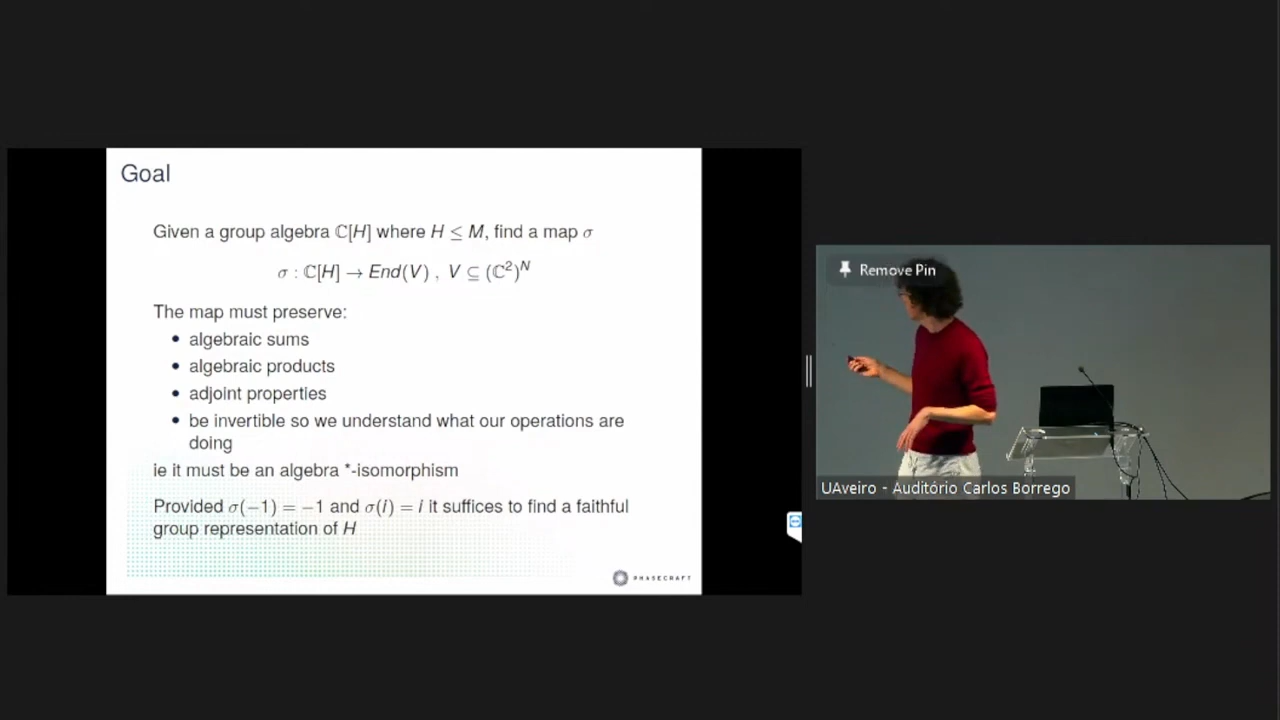 Goal
Given a group algebra ℂ[H] where H ≤ M, find a map σ
σ : ℂ[H] → End(V) , V ⊆ (ℂ²)ᴺ
The map must preserve:
• algebraic sums
• algebraic products
• adjoint properties
• be invertible so we understand what our operations are
doing
ie it must be an algebra *-isomorphism
Provided σ(−1) = −1 and σ(i) = i it suffices to find a faithful
group representation of H
PHASECRAFT
Remove Pin
UAveiro - Auditório Carlos Borrego